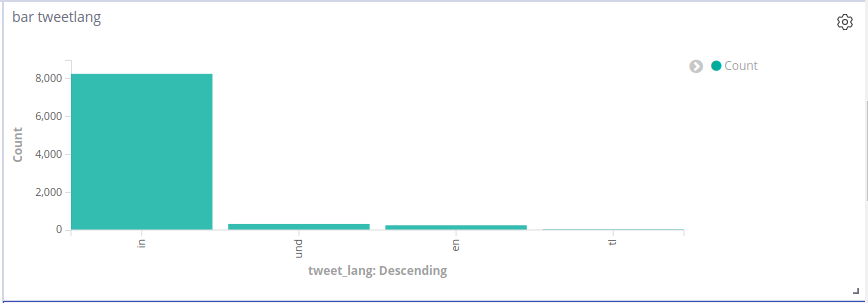 bar tweetlang
Count
8,000
6,000
4,000
2,000
0
Count
in
und
en
tl
tweet_lang: Descending